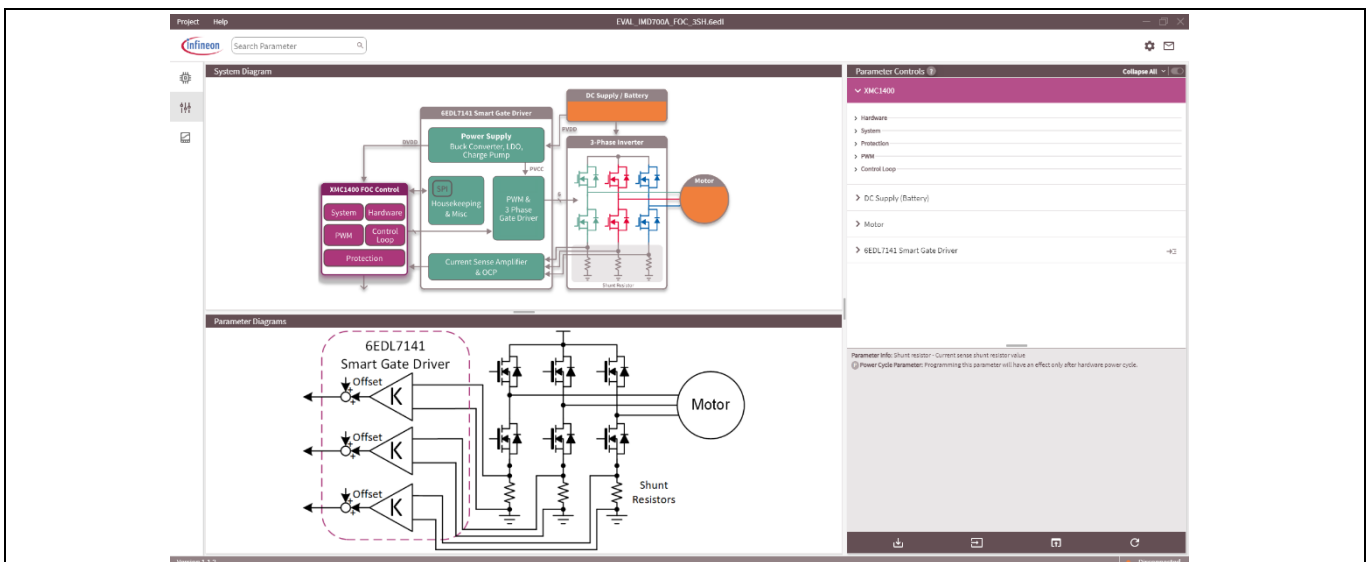 Project Help EVAL_IMD700A_FOC_3SH.6edl
infineon Search Parameter
System Diagram
DC Supply / Battery
6EDL7141 Smart Gate Driver
PVDD
Power Supply
Buck Converter, LDO,
Charge Pump
DVDD
3-Phase Inverter
PVCC
Motor
XMC1400 FOC Control
System Hardware
PWM Control
Loop
Protection
SPI
Housekeeping
& Misc
PWM &
3 Phase
Gate Driver
6
Current Sense Amplifier
& OCP
Shunt Resistor
Parameter Diagrams
6EDL7141
Smart Gate Driver
Offset
+
K
Offset
+
K
Offset
+
K
Motor
Shunt
Resistors
Parameter Controls ? Collapse All
XMC1400
Hardware
System
Protection
PWM
Control Loop
DC Supply (Battery)
Motor
6EDL7141 Smart Gate Driver
Parameter Info: Shunt resistor - Current sense shunt resistor value
Power Cycle Parameter: Programming this parameter will have an effect only after hardware power cycle.